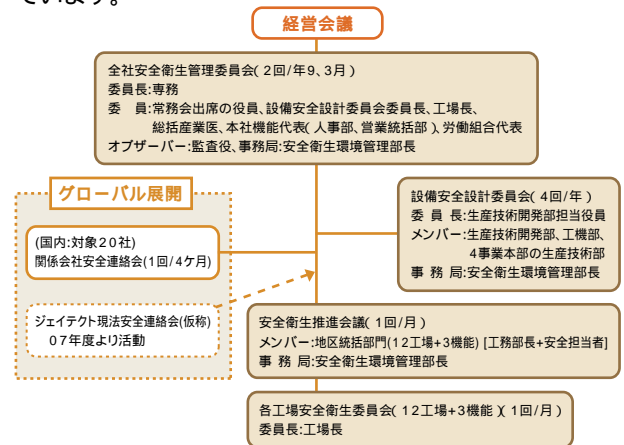 ています。
経営会議
全社安全衛生管理委員会(2回/年9、3月)
委員長:専務
委　員:常務会出席の役員、設備安全設計委員会委員長、工場長、
総括産業医、本社機能代表(人事部、営業統括部)、労働組合代表
オブザーバー:監査役、事務局:安全衛生環境管理部長
グローバル展開
(国内:対象20社)
関係会社安全連絡会(1回/4ケ月)
ジェイテクト現法安全連絡会(仮称)
07年度より活動
設備安全設計委員会(4回/年)
委 員 長:生産技術開発部担当役員
メンバー:生産技術開発部、工機部、
4事業本部の生産技術部
事 務 局:安全衛生環境管理部長
安全衛生推進会議(1回/月)
メンバー:地区統括部門(12工場+3機能)[工務部長+安全担当者]
事 務 局:安全衛生環境管理部長
各工場安全衛生委員会(12工場+3機能)(1回/月)
委員長:工場長